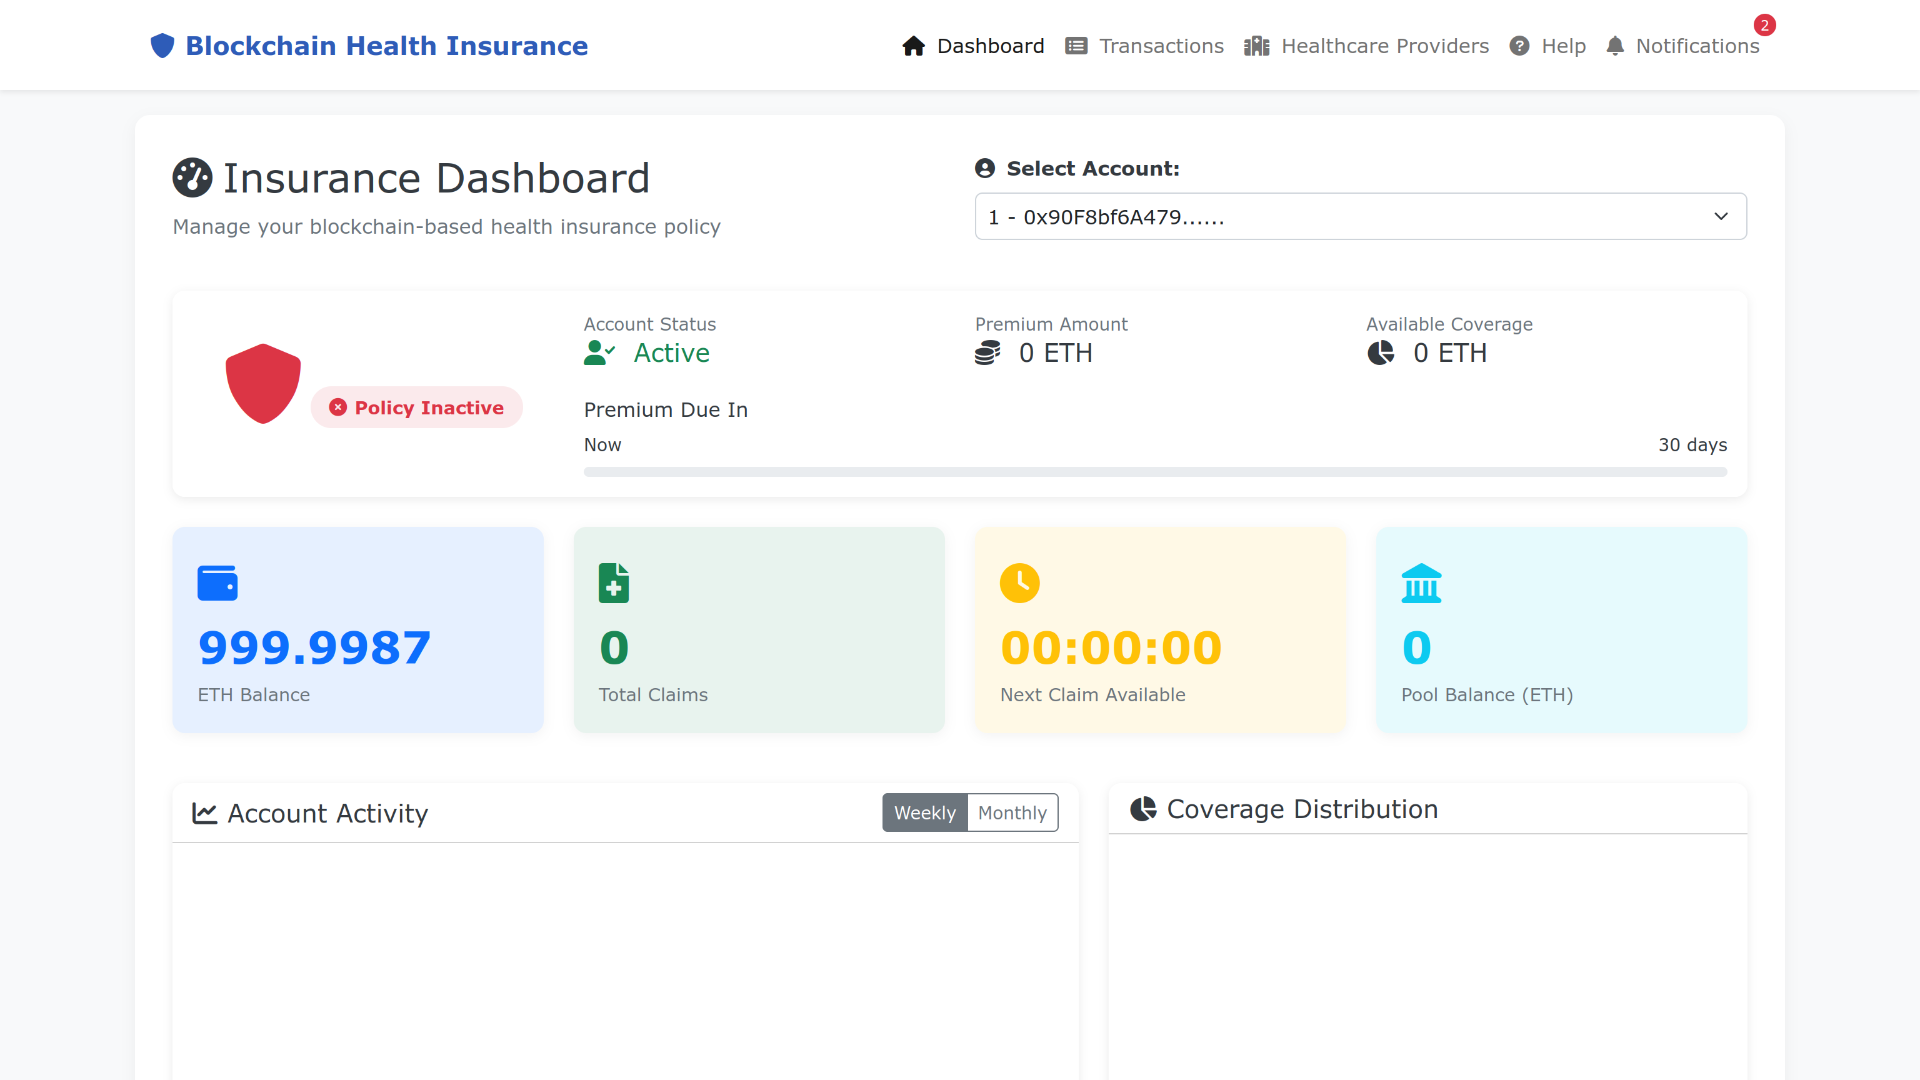 Blockchain Health Insurance
Dashboard
Transactions
Healthcare Providers
Help
Notifications
2
Insurance Dashboard
Manage your blockchain-based health insurance policy
Select Account:
1 - 0x90F8bf6A479......
Policy Inactive
Account Status
Active
Premium Amount
0 ETH
Available Coverage
0 ETH
Premium Due In
Now
30 days
999.9987
ETH Balance
0
Total Claims
00:00:00
Next Claim Available
0
Pool Balance (ETH)
Account Activity
Weekly
Monthly
Coverage Distribution